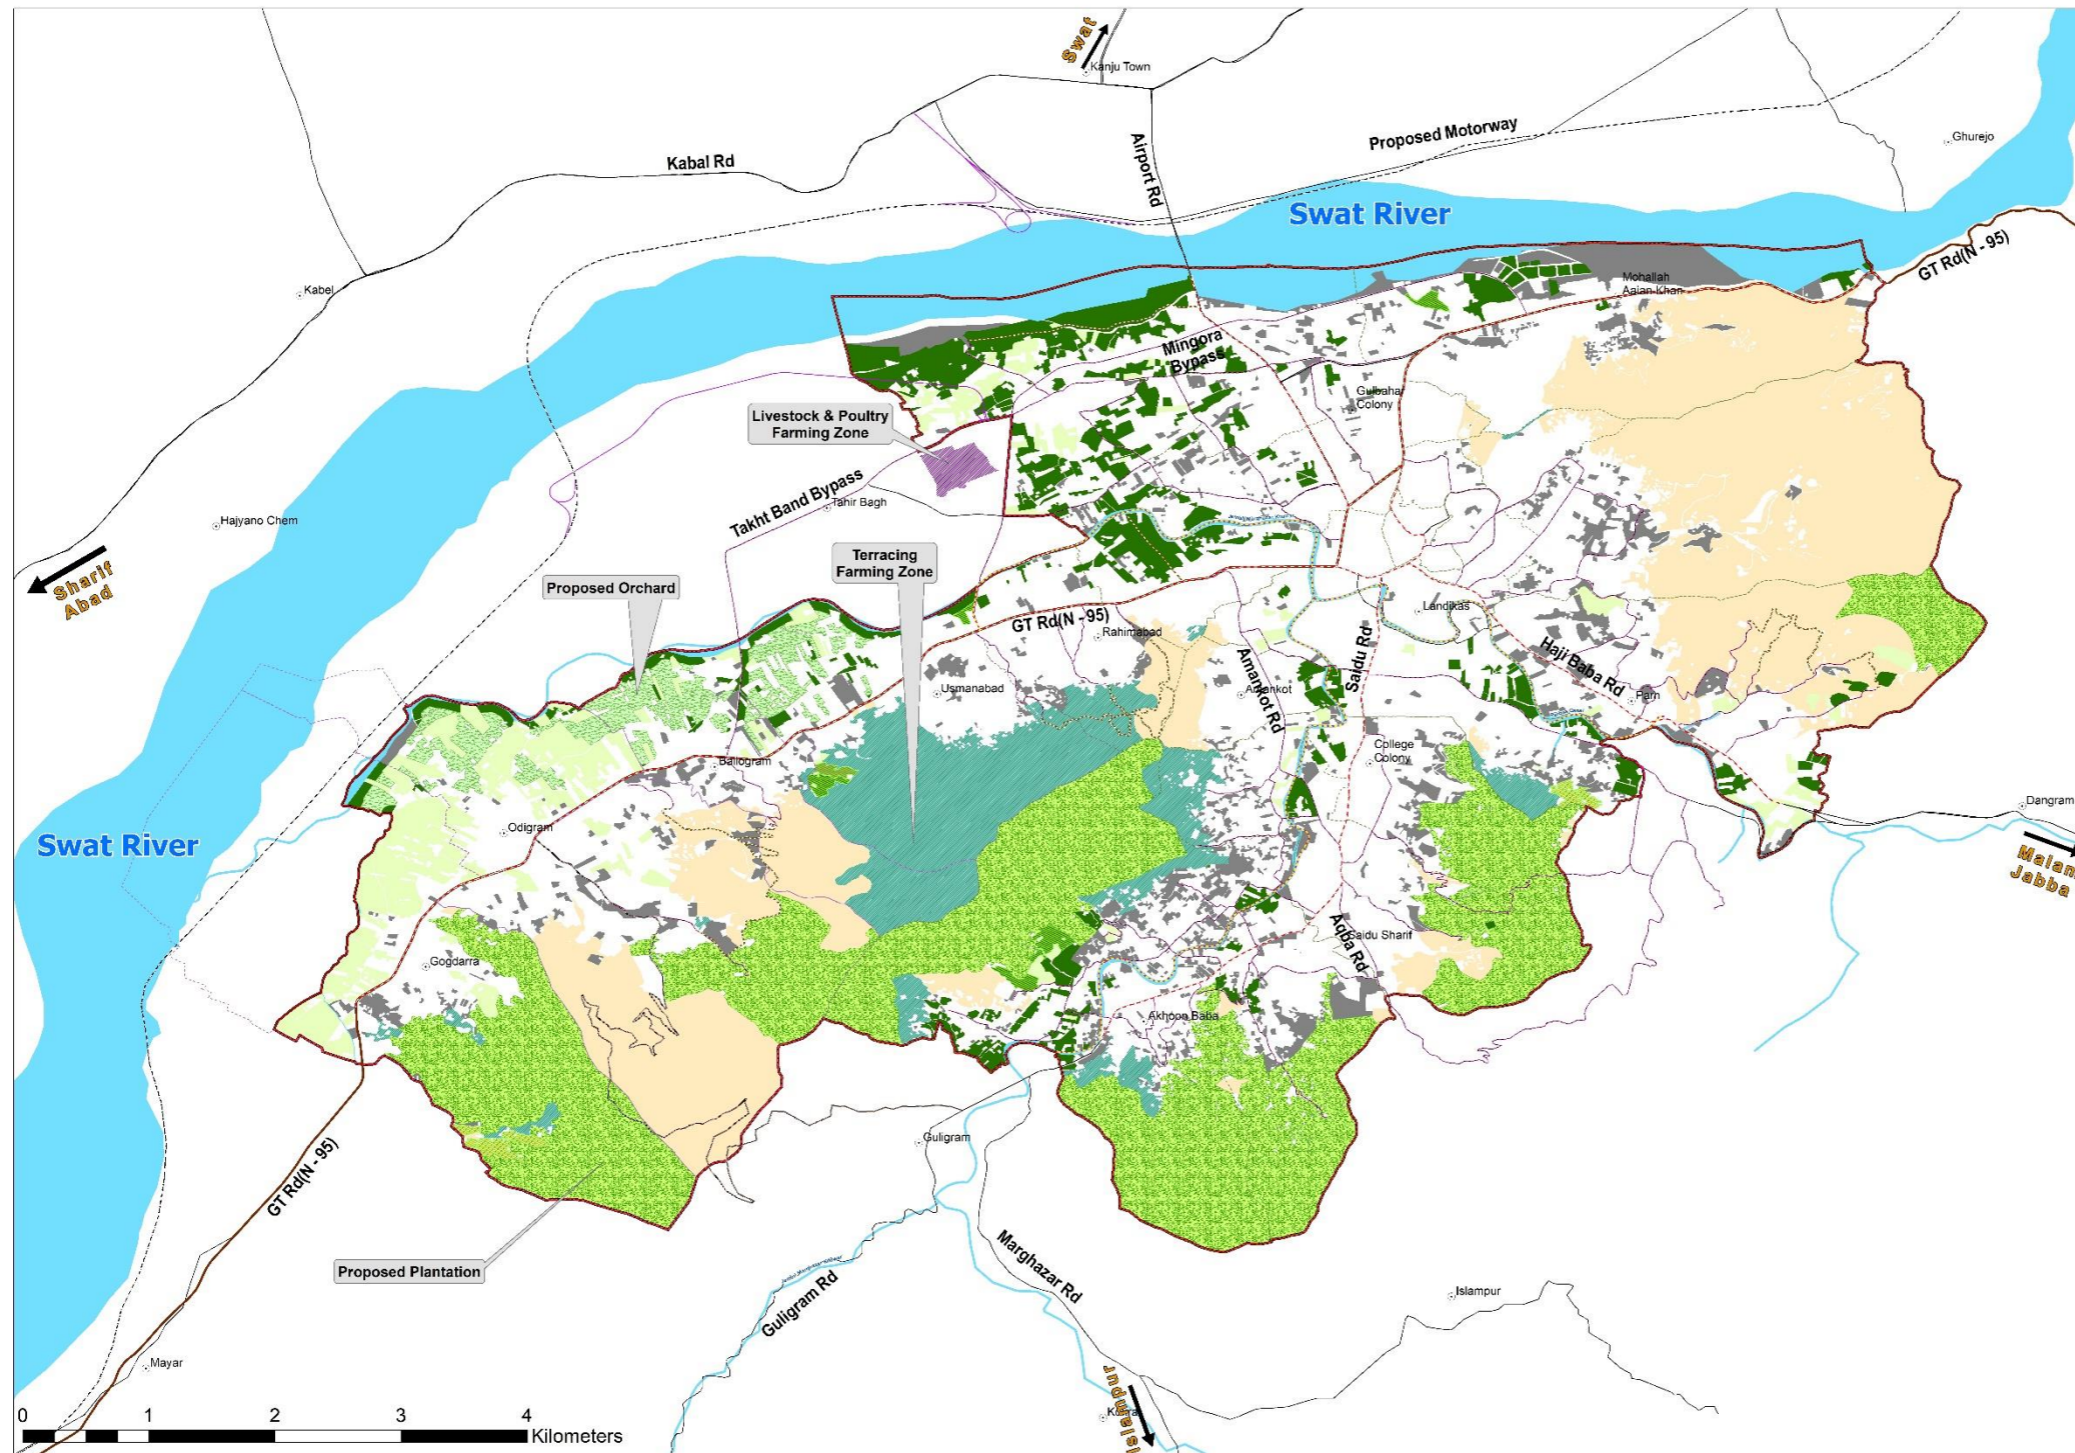 Swat
Kanju Town
Proposed Motorway
Ghurejo
Kabal Rd
Airport Rd
Swat River
GT Rd(N - 95)
Kabel
Mohallah
Aalan Khan
Mingora
Bypass
Gulbahar
Colony
Livestock & Poultry
Farming Zone
Takht Band Bypass
Tahir Bagh
Hajyano Chem
Sharif
Abad
Terracing
Farming Zone
Proposed Orchard
GT Rd(N - 95)
Rahimabad
Landikas
Saidu Rd
Haji Baba Rd
Amankot Rd
Amankot
Usmanabad
Pam
College
Colony
Ballogram
Odigram
Dangram
Malam
Jabba
Swat River
Gogdarra
Aqba Rd
Saidu Sharif
Akhoon Baba
Guligram
GT Rd(N - 95)
Proposed Plantation
Guligram Rd
Marghazar Rd
Islampur
Mayar
Islampur
0 1 2 3 4
Kilometers